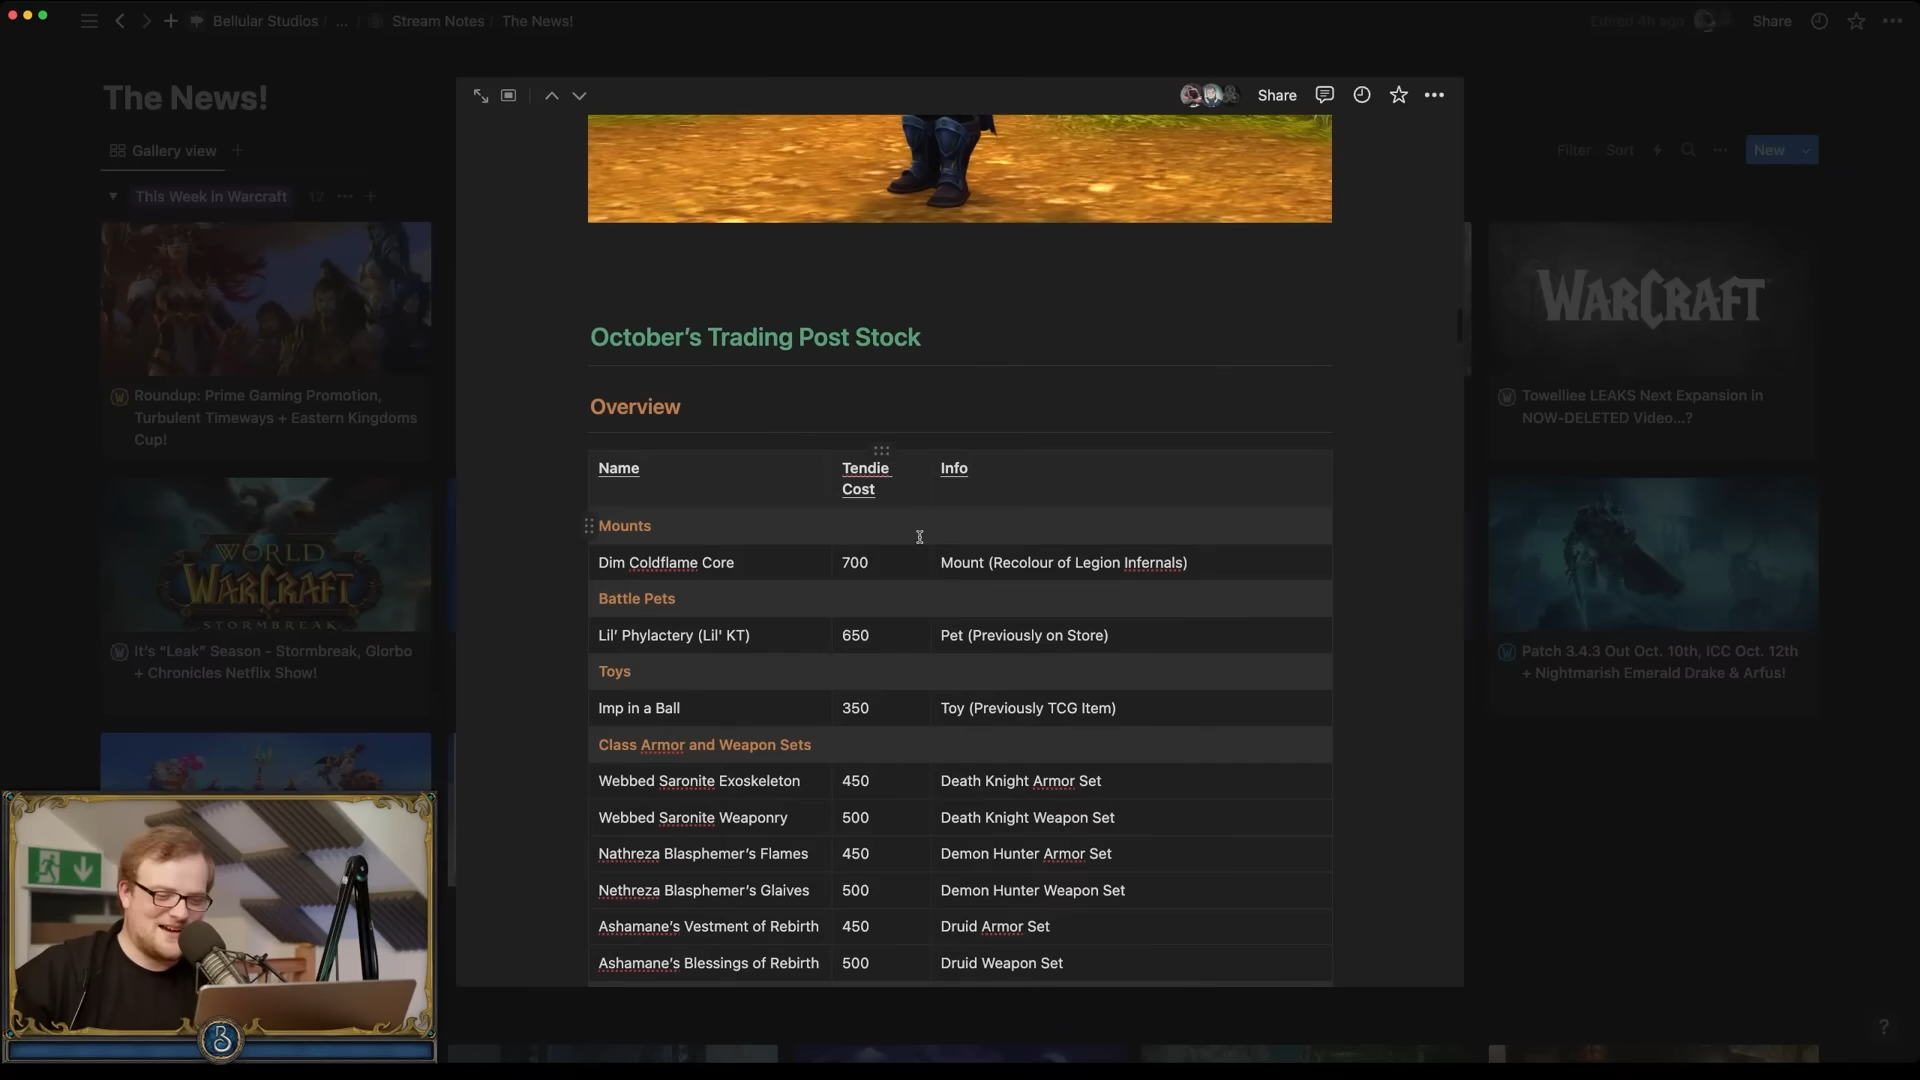 Bellular Studios / ... / Stream Notes / The News!
Edited 4h ago
Share
The News!
Gallery view
Filter
Sort
New
This Week in Warcraft 12
Roundup: Prime Gaming Promotion,
Turbulent Timeways + Eastern Kingdoms
Cup!
WORLD
OF
WARCRAFT
STORMBREAK
It's “Leak” Season - Stormbreak, Glorbo
+ Chronicles Netflix Show!
Share
October’s Trading Post Stock
Overview
Name
Tendie
Cost
Info
Mounts
Dim Coldflame Core 700 Mount (Recolour of Legion Infernals)
Battle Pets
Lil’ Phylactery (Lil' KT) 650 Pet (Previously on Store)
Toys
Imp in a Ball 350 Toy (Previously TCG Item)
Class Armor and Weapon Sets
Webbed Saronite Exoskeleton 450 Death Knight Armor Set
Webbed Saronite Weaponry 500 Death Knight Weapon Set
Nathreza Blasphemer’s Flames 450 Demon Hunter Armor Set
Nethreza Blasphemer’s Glaives 500 Demon Hunter Weapon Set
Ashamane’s Vestment of Rebirth 450 Druid Armor Set
Ashamane’s Blessings of Rebirth 500 Druid Weapon Set
WARCRAFT
Towelliee LEAKS Next Expansion in
NOW-DELETED Video...?
Patch 3.4.3 Out Oct. 10th, ICC Oct. 12th
+ Nightmarish Emerald Drake & Arfus!
B
?